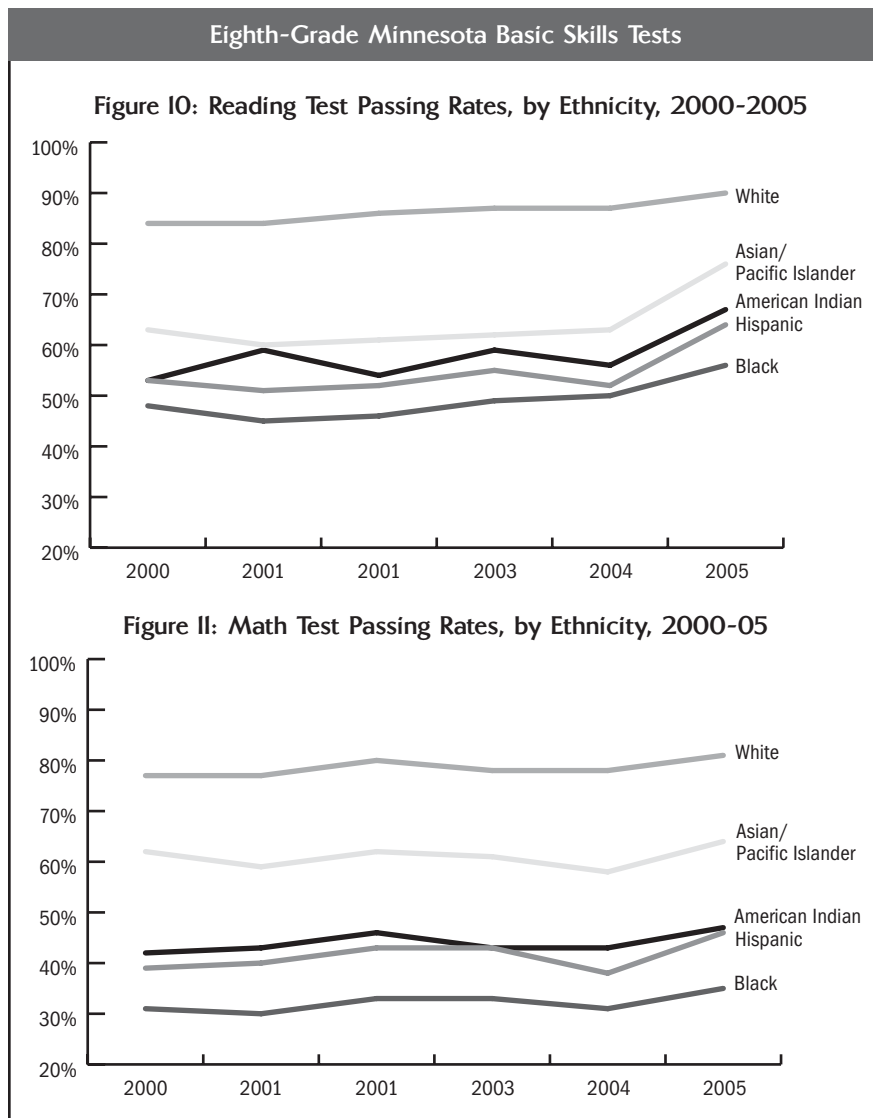 Eighth-Grade Minnesota Basic Skills Tests
Figure 10: Reading Test Passing Rates, by Ethnicity, 2000-2005
100%
90%
80%
70%
60%
50%
40%
30%
20%
White
Asian/
Pacific Islander
American Indian
Hispanic
Black
2000 2001 2001 2003 2004 2005
Figure 11: Math Test Passing Rates, by Ethnicity, 2000-05
100%
90%
80%
70%
60%
50%
40%
30%
20%
White
Asian/
Pacific Islander
American Indian
Hispanic
Black
2000 2001 2001 2003 2004 2005